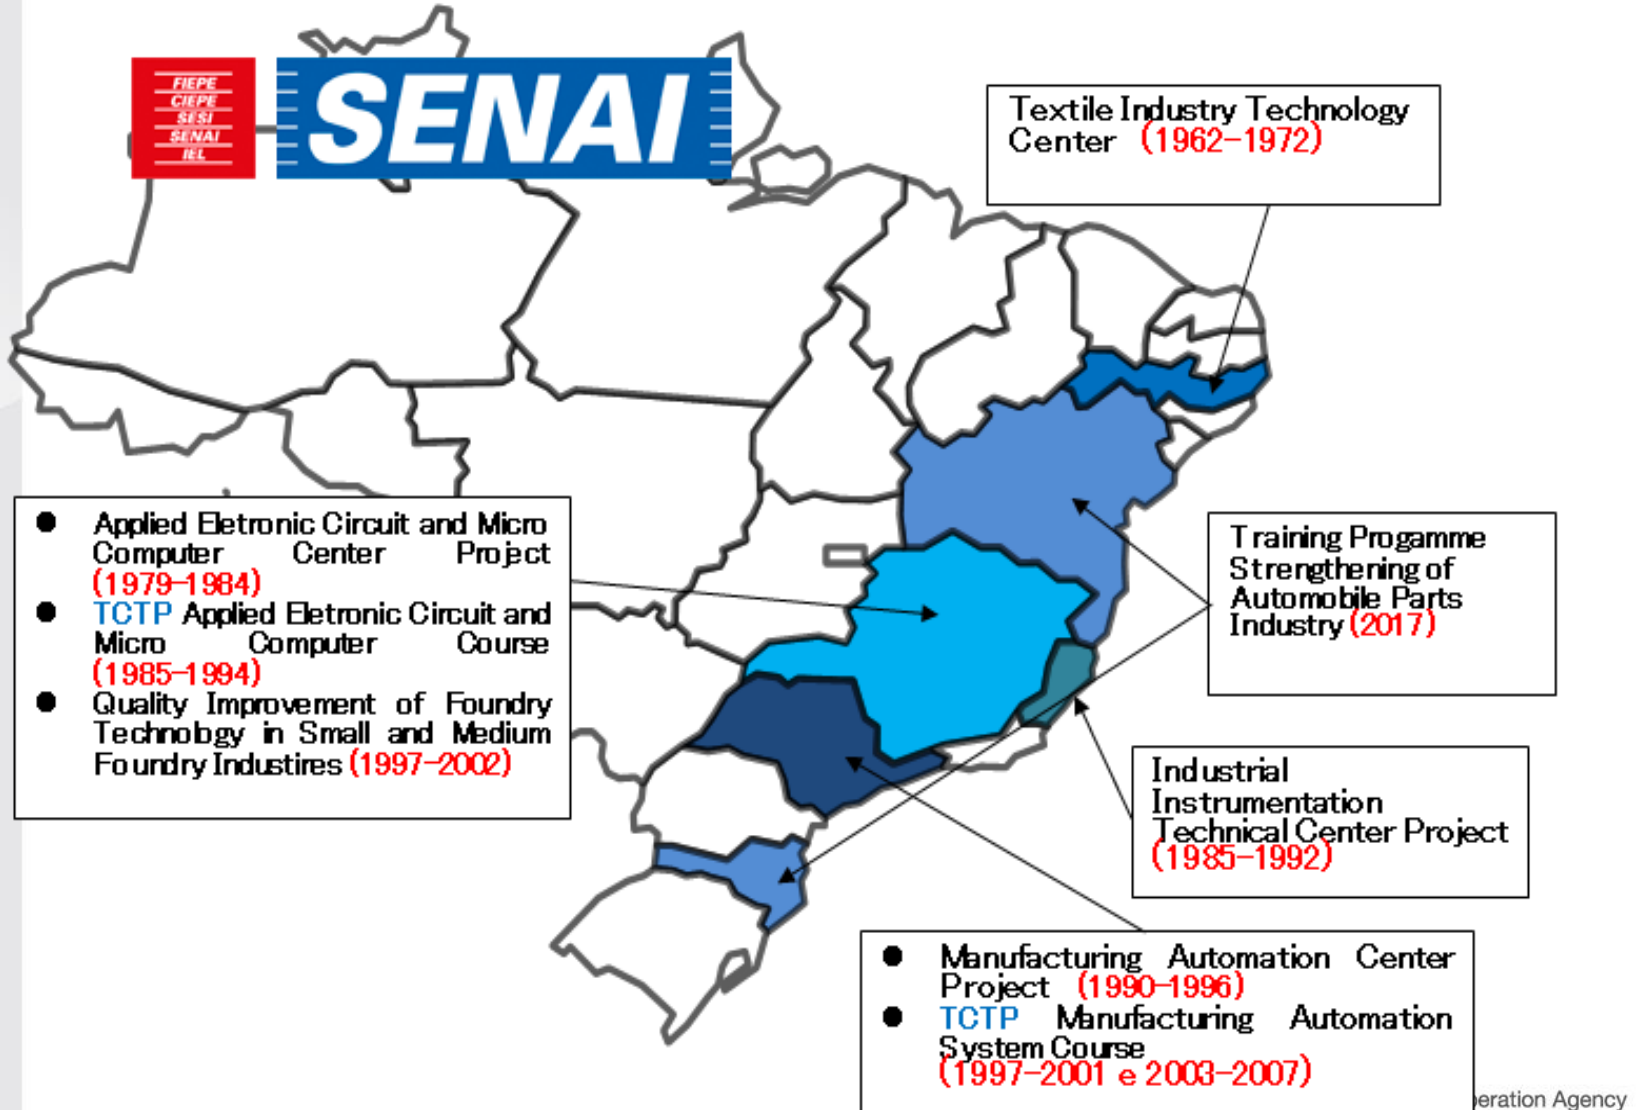 FIEPE
CIEPE
SESI
SENAI
IEL
SENAI
Textile Industry Technology
Center (1962-1972)
● Applied Eletronic Circuit and Micro
Computer Center Project
(1979-1984)
● TCTP Applied Eletronic Circuit and
Micro Computer Course
(1985-1994)
● Quality Improvement of Foundry
Technology in Small and Medium
Foundry Industires (1997-2002)
Training Progamme
Strengthening of
Automobile Parts
Industry (2017)
Industrial
Instrumentation
Technical Center Project
(1985-1992)
● Manufacturing Automation Center
Project (1990-1996)
● TCTP Manufacturing Automation
System Course
(1997-2001 e 2003-2007)
Agency